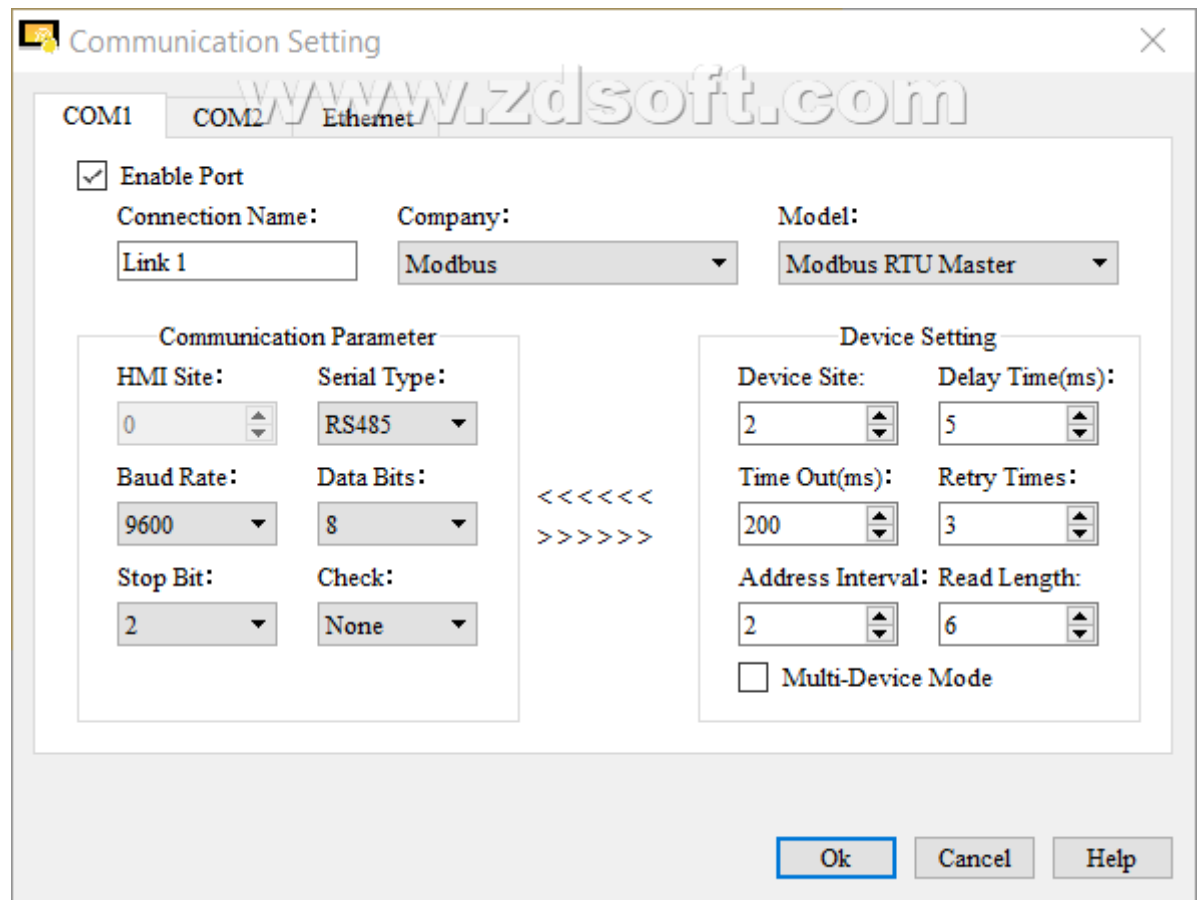 Communication Setting
www.zdsoft.com
COM1 COM2 Ethernet
Enable Port
Connection Name: Company: Model:
Link 1 Modbus Modbus RTU Master
Communication Parameter Device Setting
HMI Site: Serial Type: Device Site: Delay Time(ms):
0 RS485 2 5
Baud Rate: Data Bits: Time Out(ms): Retry Times:
<<<<<<
9600 8 200 3
>>>>>>
Stop Bit: Check: Address Interval: Read Length:
2 None 2 6
Multi-Device Mode
Ok Cancel Help